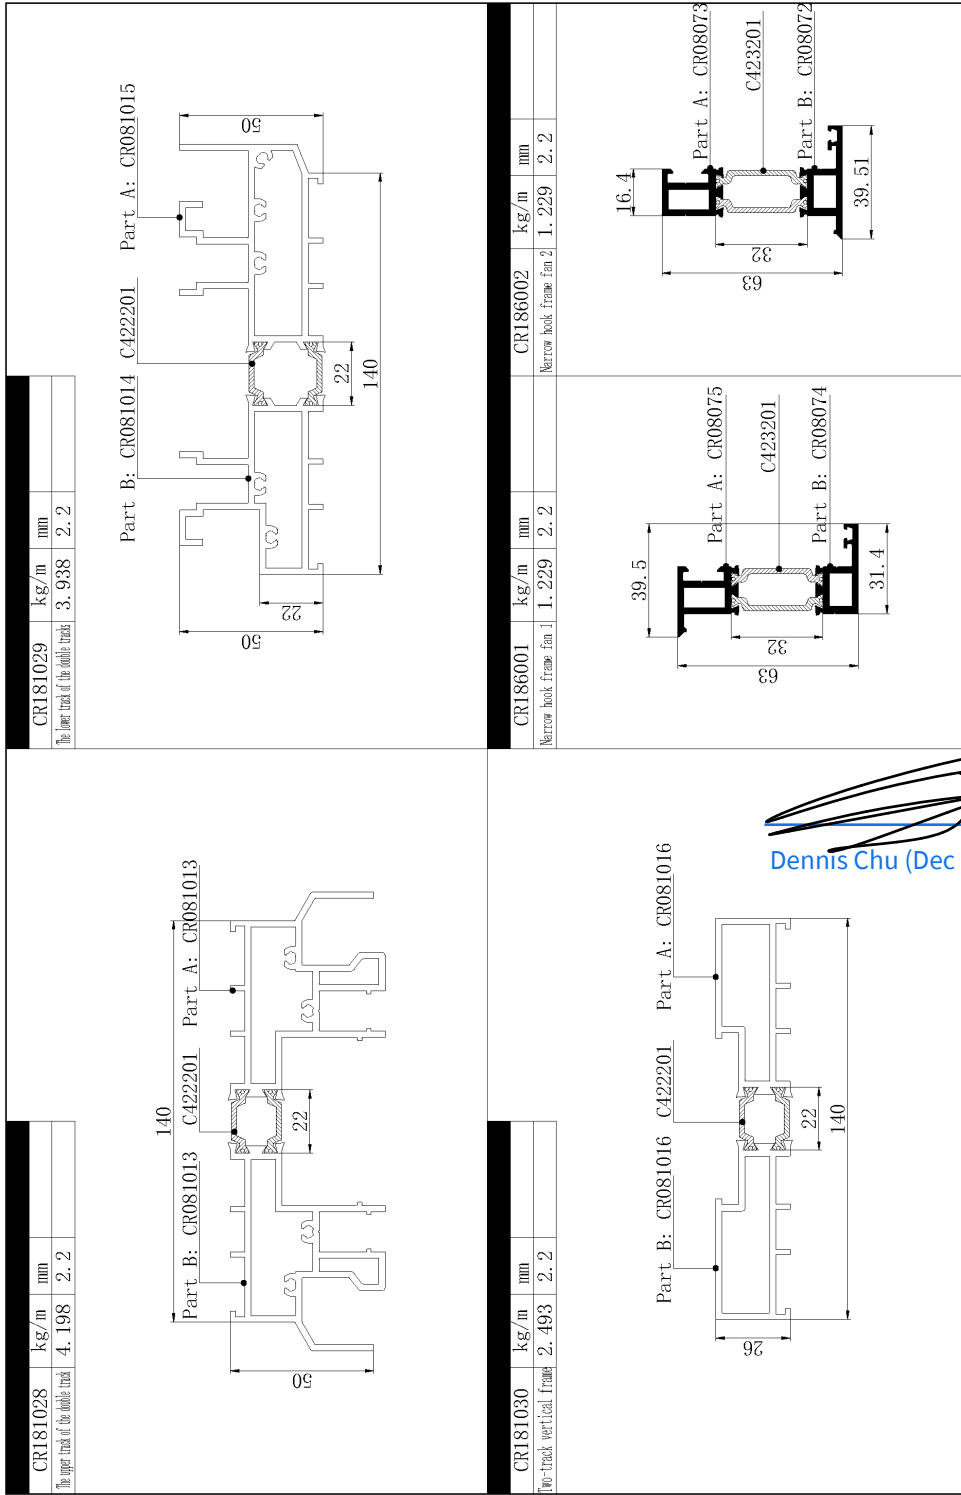 CR181028 kg/m mm
The upper track of the double track 4.198 2.2
140
Part B: CR081013
C422201
Part A: CR081013
22
50
CR181029 kg/m mm
The lower track of the double tracks 3.938 2.2
Part B: CR081014
C422201
Part A: CR081015
50
22
22
140
50
CR181030 kg/m mm
Two-track vertical frame 2.493 2.2
Part B: CR081016
C422201
Part A: CR081016
26
22
140
Dennis Chu (Dec
CR186001 kg/m mm
Narrow hook frame fan 1 1.229 2.2
39.5
Part A: CR08075
C423201
Part B: CR08074
32
63
31.4
CR186002 kg/m mm
Narrow hook frame fan 2 1.229 2.2
16.4
Part A: CR08073
C423201
Part B: CR08072
32
63
39.51